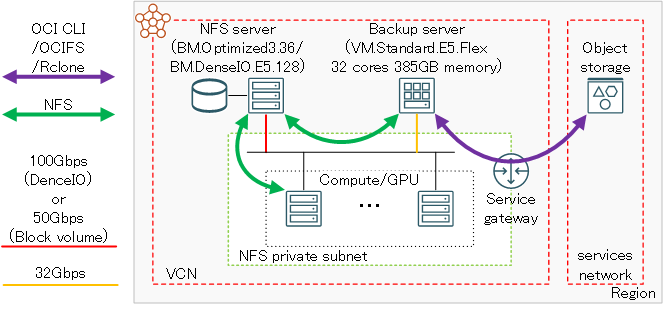 OCI CLI
/OCIFS
/Rclone
NFS
100Gbps
(DenceIO)
or
50Gbps
(Block volume)
32Gbps
NFS server
(BM.Optimized3.36/
BM.DenseIO.E5.128)
Backup server
(VM.Standard.E5.Flex
32 cores 385GB memory)
Object
storage
Compute/GPU
...
Service
gateway
NFS private subnet
VCN
services
network
Region